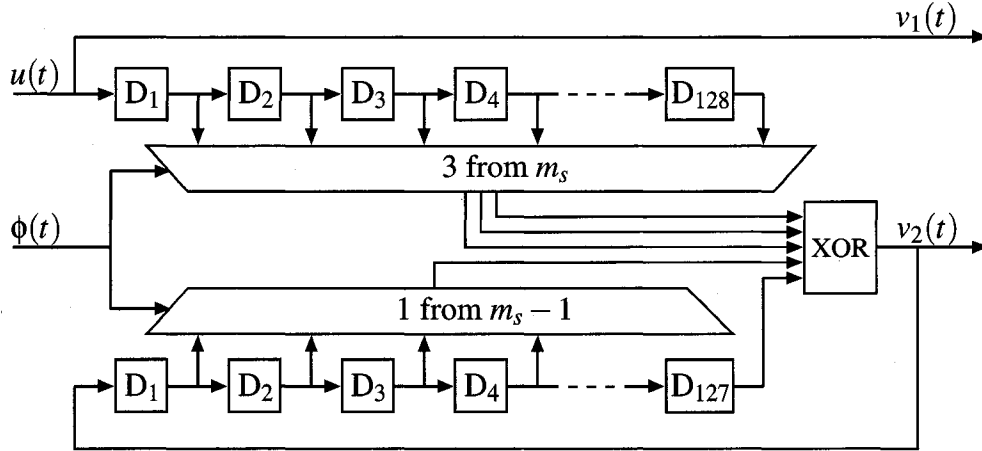 v₁(t)
u(t)
D₁ D₂ D₃ D₄ D₁₂₈
3 from mₛ
ϕ(t)
XOR
v₂(t)
1 from mₛ − 1
D₁ D₂ D₃ D₄ D₁₂₇